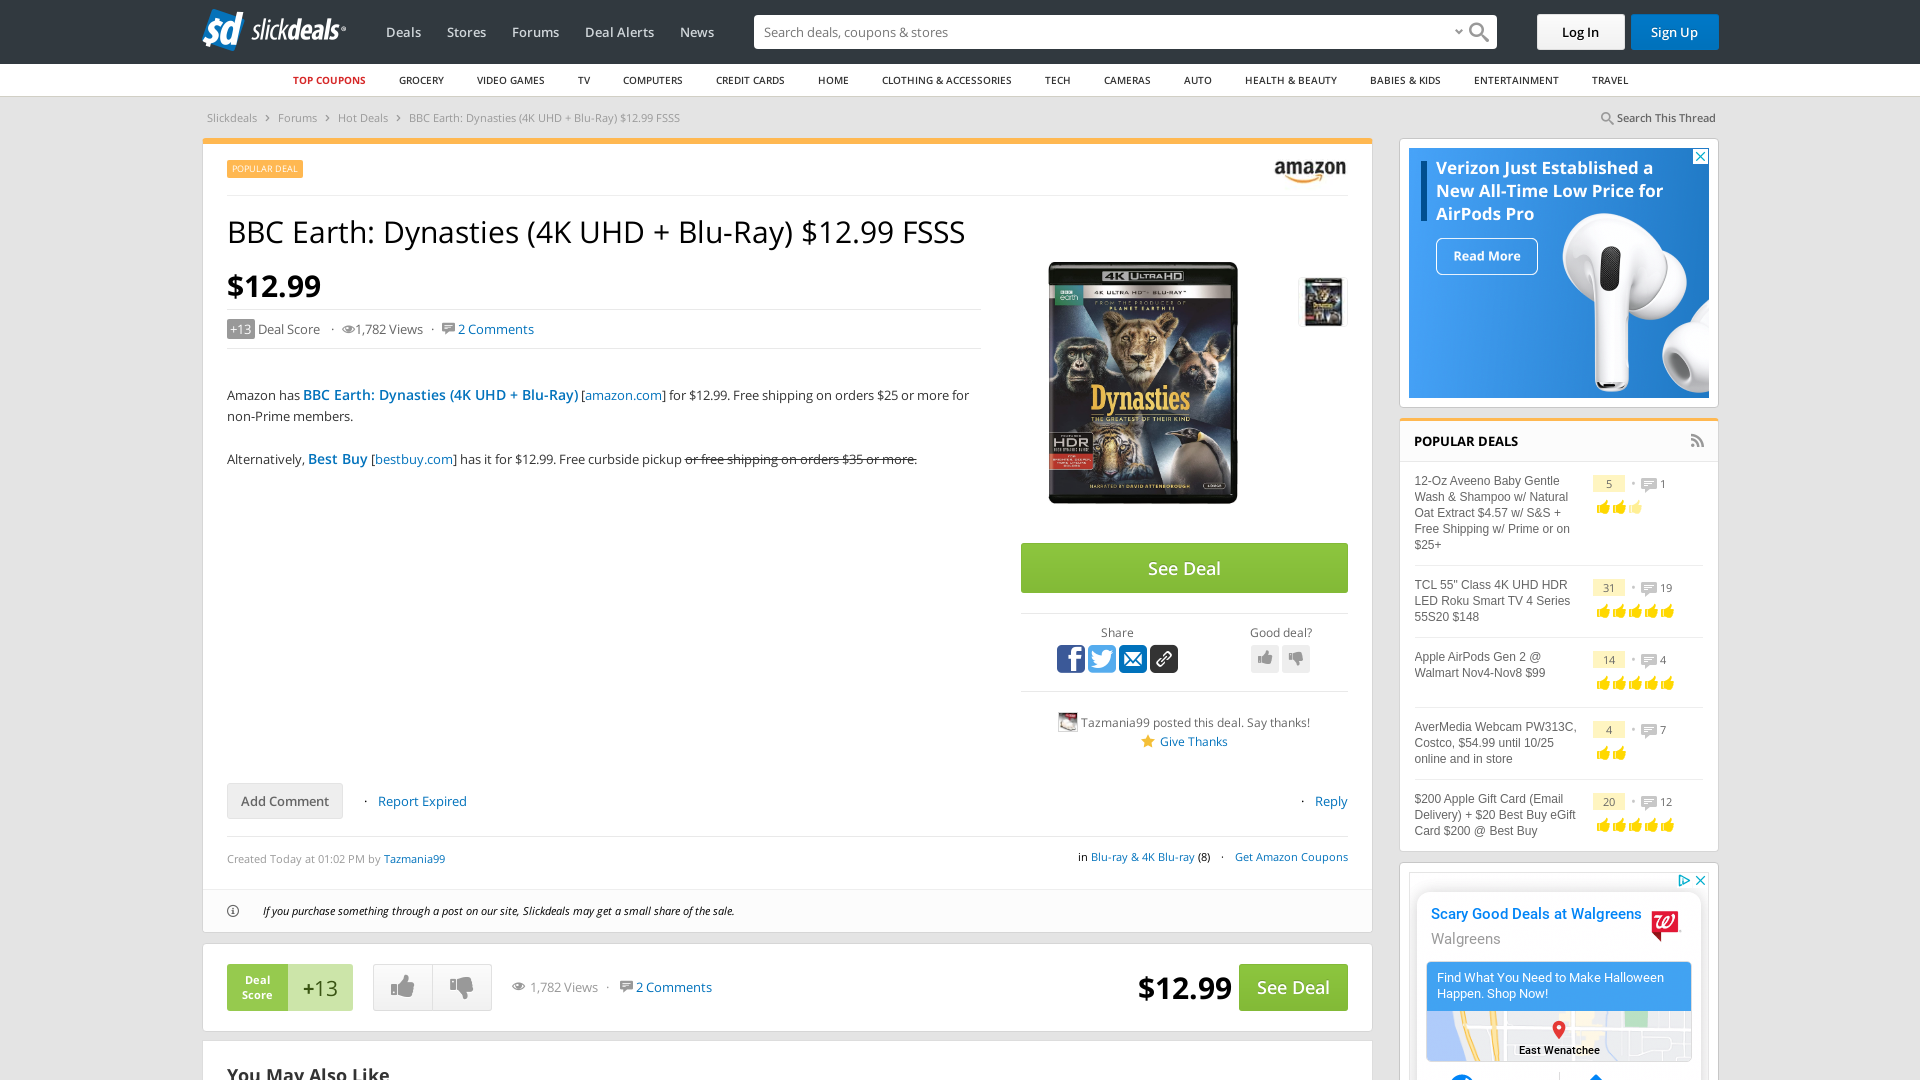 slickdeals
Deals
Stores
Forums
Deal Alerts
News
Search deals, coupons & stores
Log In
Sign Up
TOP COUPONS
GROCERY
VIDEO GAMES
TV
COMPUTERS
CREDIT CARDS
HOME
CLOTHING & ACCESSORIES
TECH
CAMERAS
AUTO
HEALTH & BEAUTY
BABIES & KIDS
ENTERTAINMENT
TRAVEL
Slickdeals › Forums › Hot Deals › BBC Earth: Dynasties (4K UHD + Blu-Ray) $12.99 FSSS
Search This Thread
POPULAR DEAL
amazon
BBC Earth: Dynasties (4K UHD + Blu-Ray) $12.99 FSSS
$12.99
+13 Deal Score · 1,782 Views · 2 Comments
Amazon has BBC Earth: Dynasties (4K UHD + Blu-Ray) [amazon.com] for $12.99. Free shipping on orders $25 or more for
non-Prime members.
Alternatively, Best Buy [bestbuy.com] has it for $12.99. Free curbside pickup or free shipping on orders $35 or more.
4K ULTRA HD
4K ULTRA HD + BLU-RAY
BBC
earth
FROM THE PRODUCER OF
PLANET EARTH II
Dynasties
THE GREATEST OF THEIR KIND
HDR
NARRATED BY DAVID ATTENBOROUGH
See Deal
Share
Good deal?
Tazmania99 posted this deal. Say thanks!
Give Thanks
Add Comment
· Report Expired
· Reply
Created Today at 01:02 PM by Tazmania99
in Blu-ray & 4K Blu-ray (8) · Get Amazon Coupons
If you purchase something through a post on our site, Slickdeals may get a small share of the sale.
Deal
Score
+13
1,782 Views · 2 Comments
$12.99
See Deal
You May Also Like
Verizon Just Established a
New All-Time Low Price for
AirPods Pro
Read More
POPULAR DEALS
12-Oz Aveeno Baby Gentle
Wash & Shampoo w/ Natural
Oat Extract $4.57 w/ S&S +
Free Shipping w/ Prime or on
$25+
5 • 1
TCL 55" Class 4K UHD HDR
LED Roku Smart TV 4 Series
55S20 $148
31 • 19
Apple AirPods Gen 2 @
Walmart Nov4-Nov8 $99
14 • 4
AverMedia Webcam PW313C,
Costco, $54.99 until 10/25
online and in store
4 • 7
$200 Apple Gift Card (Email
Delivery) + $20 Best Buy eGift
Card $200 @ Best Buy
20 • 12
Scary Good Deals at Walgreens
Walgreens
Find What You Need to Make Halloween
Happen. Shop Now!
East Wenatchee